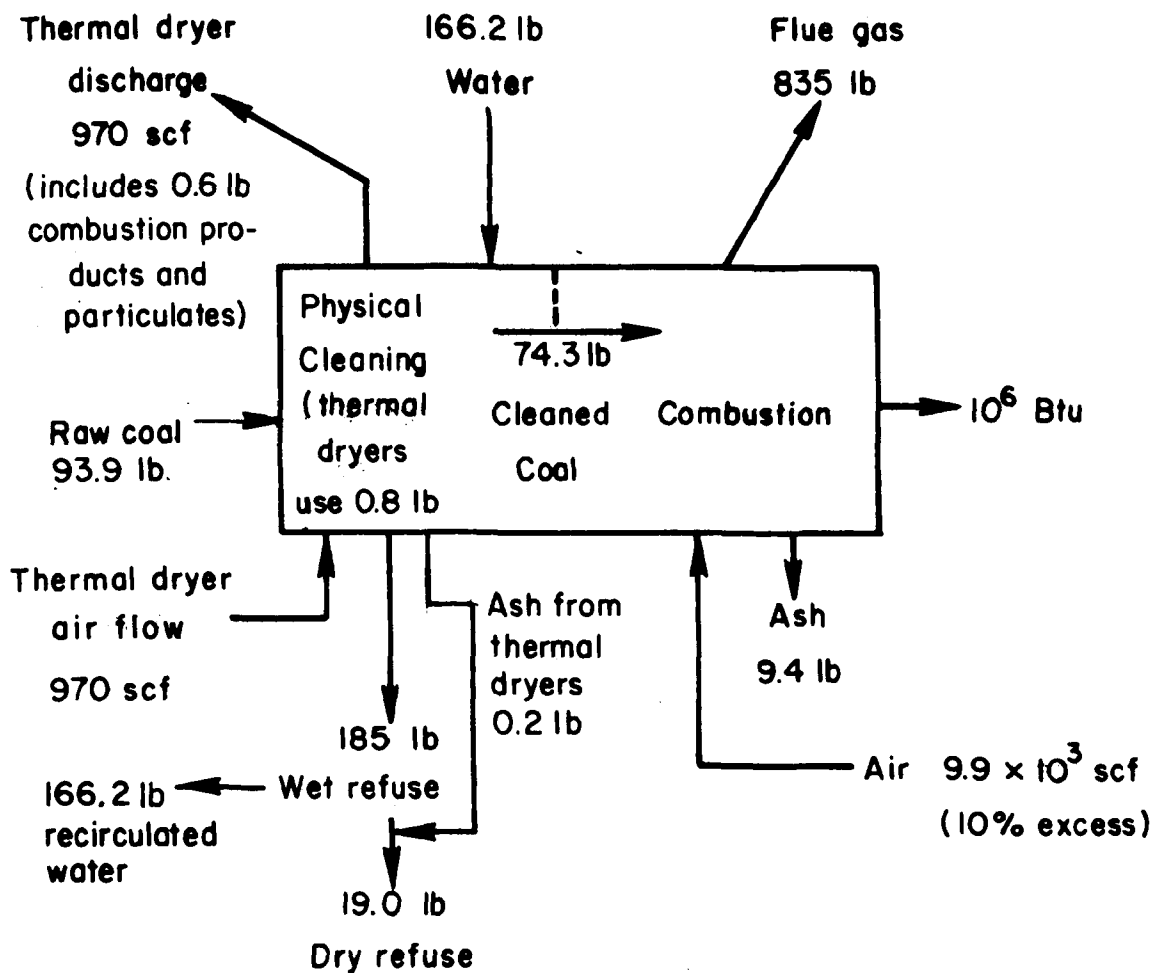 Thermal dryer
discharge
970 scf
(includes 0.6 lb
combustion pro-
ducts and
particulates)
166.2 lb
Water
Flue gas
835 lb
Physical
Cleaning
(thermal
dryers
use 0.8 lb
74.3 lb
Cleaned
Coal
Combustion
10⁶ Btu
Raw coal
93.9 lb.
Thermal dryer
air flow
970 scf
Ash from
thermal
dryers
0.2 lb
Ash
9.4 lb
185 lb
Wet refuse
166.2 lb
recirculated
water
Air 9.9 × 10³ scf
(10% excess)
19.0 lb
Dry refuse